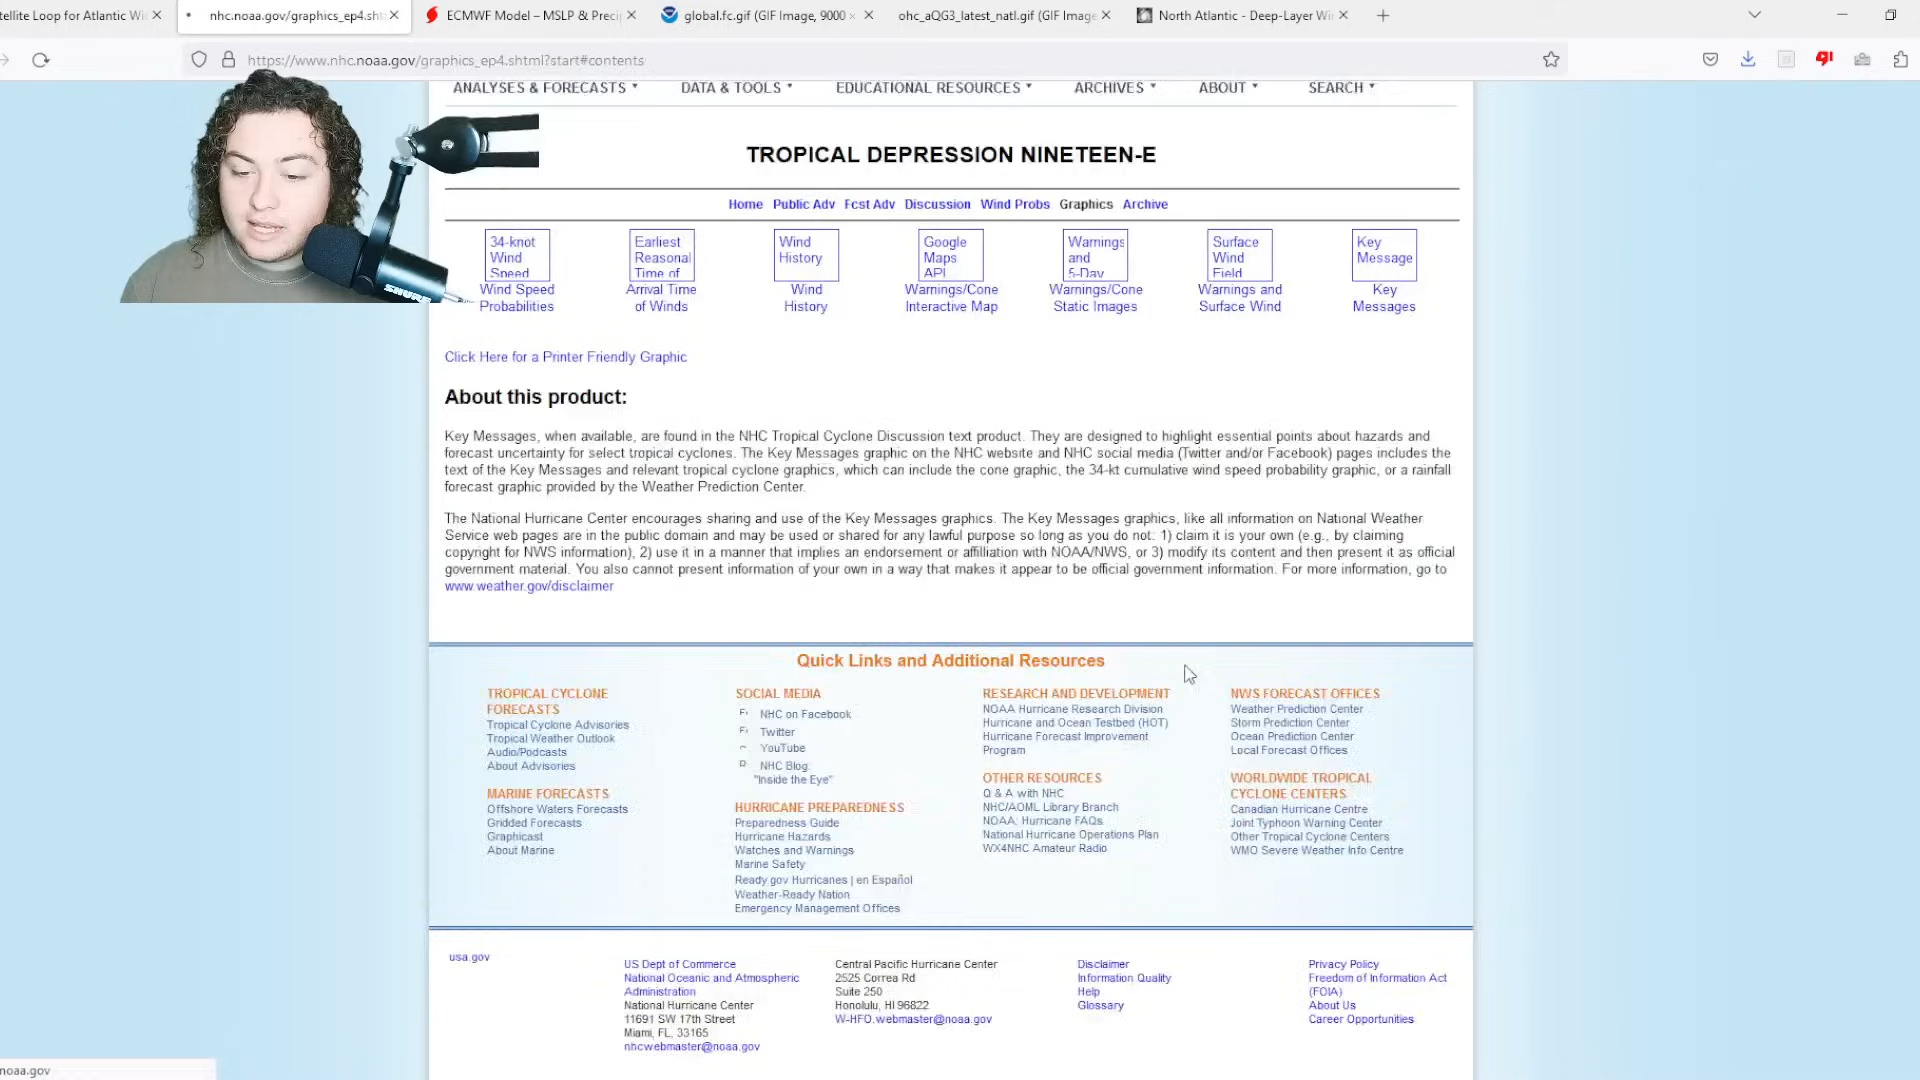 tellite Loop for Atlantic Wi
nhc.noaa.gov/graphics_ep4.sht
ECMWF Model – MSLP & Precip
global.fc.gif (GIF Image, 9000 ×
ohc_aQG3_latest_natl.gif (GIF Image
North Atlantic - Deep-Layer Wi
https://www.nhc.noaa.gov/graphics_ep4.shtml?start#contents
ANALYSES & FORECASTS
DATA & TOOLS
EDUCATIONAL RESOURCES
ARCHIVES
ABOUT
SEARCH
TROPICAL DEPRESSION NINETEEN-E
Home Public Adv Fcst Adv Discussion Wind Probs Graphics Archive
34-knot
Wind
Speed
Wind Speed
Probabilities
Earliest
Reasonal
Time of
Arrival Time
of Winds
Wind
History
Wind
History
Google
Maps
API
Warnings/Cone
Interactive Map
Warnings
and
5-Day
Warnings/Cone
Static Images
Surface
Wind
Field
Warnings and
Surface Wind
Key
Message
Key
Messages
Click Here for a Printer Friendly Graphic
About this product:
Key Messages, when available, are found in the NHC Tropical Cyclone Discussion text product. They are designed to highlight essential points about hazards and
forecast uncertainty for select tropical cyclones. The Key Messages graphic on the NHC website and NHC social media (Twitter and/or Facebook) pages includes the
text of the Key Messages and relevant tropical cyclone graphics, which can include the cone graphic, the 34-kt cumulative wind speed probability graphic, or a rainfall
forecast graphic provided by the Weather Prediction Center.
The National Hurricane Center encourages sharing and use of the Key Messages graphics. The Key Messages graphics, like all information on National Weather
Service web pages are in the public domain and may be used or shared for any lawful purpose so long as you do not: 1) claim it is your own (e.g., by claiming
copyright for NWS information), 2) use it in a manner that implies an endorsement or affilliation with NOAA/NWS, or 3) modify its content and then present it as official
government material. You also cannot present information of your own in a way that makes it appear to be official government information. For more information, go to
www.weather.gov/disclaimer
Quick Links and Additional Resources
TROPICAL CYCLONE
FORECASTS
Tropical Cyclone Advisories
Tropical Weather Outlook
Audio/Podcasts
About Advisories
MARINE FORECASTS
Offshore Waters Forecasts
Gridded Forecasts
Graphicast
About Marine
SOCIAL MEDIA
NHC on Facebook
Twitter
YouTube
NHC Blog:
"Inside the Eye"
HURRICANE PREPAREDNESS
Preparedness Guide
Hurricane Hazards
Watches and Warnings
Marine Safety
Ready.gov Hurricanes | en Español
Weather-Ready Nation
Emergency Management Offices
RESEARCH AND DEVELOPMENT
NOAA Hurricane Research Division
Hurricane and Ocean Testbed (HOT)
Hurricane Forecast Improvement
Program
OTHER RESOURCES
Q & A with NHC
NHC/AOML Library Branch
NOAA: Hurricane FAQs
National Hurricane Operations Plan
WX4NHC Amateur Radio
NWS FORECAST OFFICES
Weather Prediction Center
Storm Prediction Center
Ocean Prediction Center
Local Forecast Offices
WORLDWIDE TROPICAL
CYCLONE CENTERS
Canadian Hurricane Centre
Joint Typhoon Warning Center
Other Tropical Cyclone Centers
WMO Severe Weather Info Centre
usa.gov
US Dept of Commerce
National Oceanic and Atmospheric
Administration
National Hurricane Center
11691 SW 17th Street
Miami, FL, 33165
nhcwebmaster@noaa.gov
Central Pacific Hurricane Center
2525 Correa Rd
Suite 250
Honolulu, HI 96822
W-HFO.webmaster@noaa.gov
Disclaimer
Information Quality
Help
Glossary
Privacy Policy
Freedom of Information Act
(FOIA)
About Us
Career Opportunities
noaa.gov
SHURE